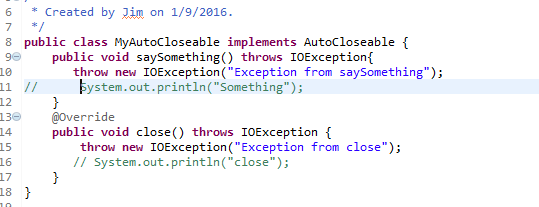 6 * Created by Jim on 1/9/2016.
7 */
8 public class MyAutoCloseable implements AutoCloseable {
9 public void saySomething() throws IOException{
10 throw new IOException("Exception from saySomething");
11 // System.out.println("Something");
12 }
13 @Override
14 public void close() throws IOException {
15 throw new IOException("Exception from close");
16 // System.out.println("close");
17 }
18 }